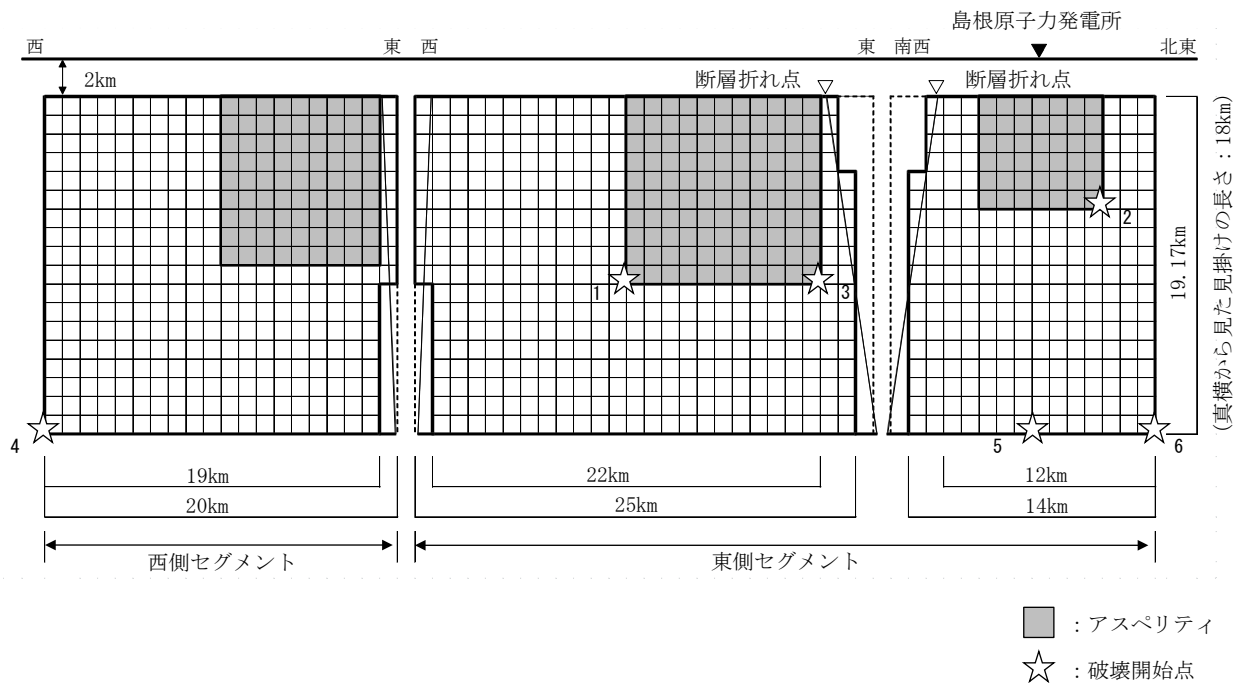 島根原子力発電所
西
東
西
東
南西
北東
2km
断層折れ点
断層折れ点
1
3
2
4
5
6
19.17km
(真横から見た見掛けの長さ:18km)
19km
22km
12km
20km
25km
14km
西側セグメント
東側セグメント
:アスペリティ
:破壊開始点